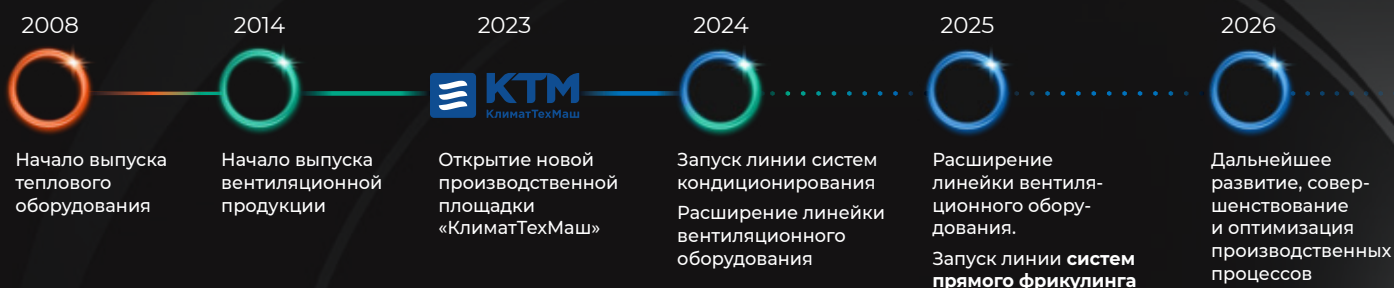 2008
Начало выпуска
теплового
оборудования
2014
Начало выпуска
вентиляционной
продукции
2023
КТМ
КлиматТехМаш
Открытие новой
производственной
площадки
«КлиматТехМаш»
2024
Запуск линии систем
кондиционирования
Расширение линейки
вентиляционного
оборудования
2025
Расширение
линейки вентиля-
ционного обору-
дования.
Запуск линии систем
прямого фрикулинга
2026
Дальнейшее
развитие, совер-
шенствование
и оптимизация
производственных
процессов